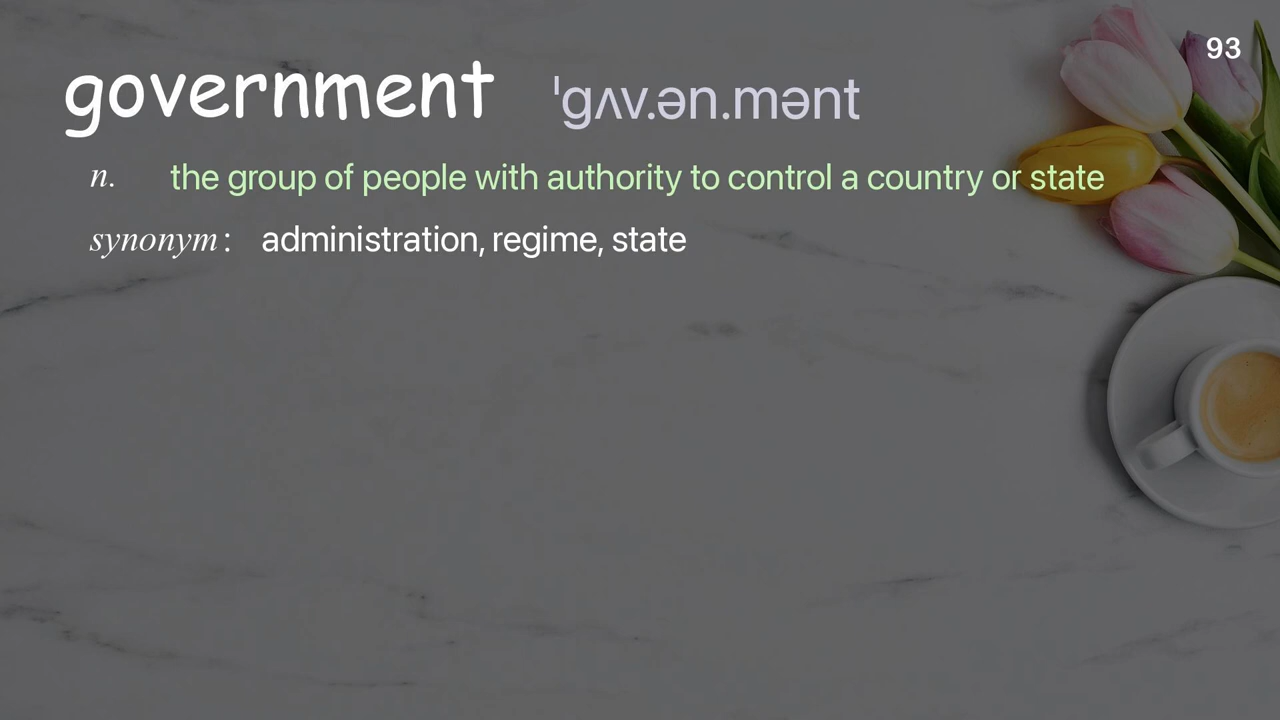 93
government ˈgʌv.ən.mənt
n. the group of people with authority to control a country or state
synonym: administration, regime, state